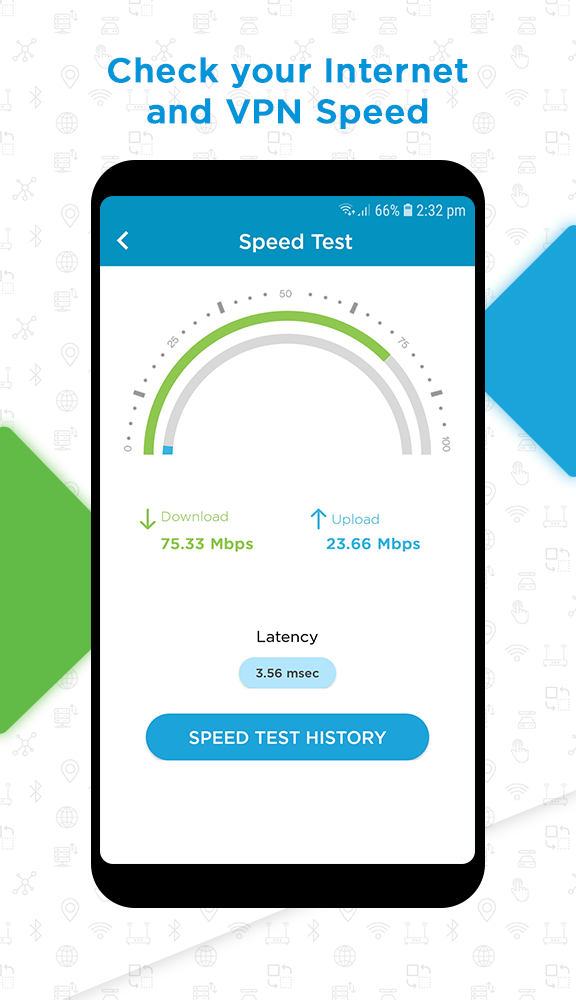 Check your Internet
and VPN Speed
66% 2:32 pm
Speed Test
0
25
50
75
100
Download
75.33 Mbps
Upload
23.66 Mbps
Latency
3.56 msec
SPEED TEST HISTORY